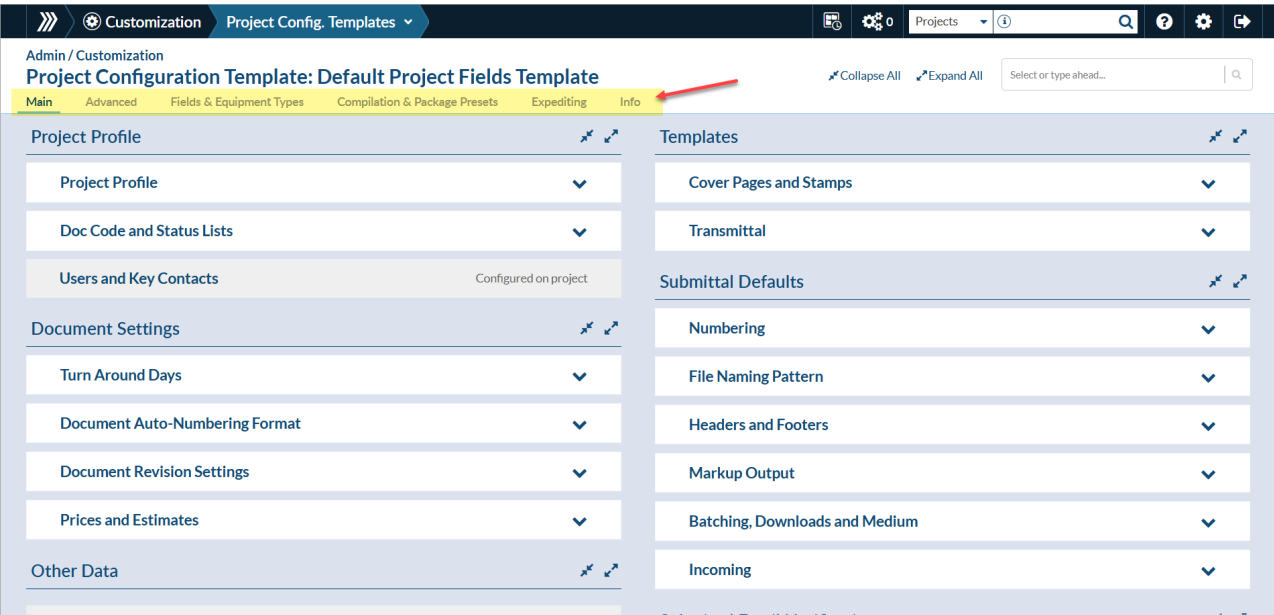 Customization
Project Config. Templates
0
Projects
Admin / Customization
Project Configuration Template: Default Project Fields Template
Collapse All
Expand All
Select or type ahead...
Main
Advanced
Fields & Equipment Types
Compilation & Package Presets
Expediting
Info
Project Profile
Project Profile
Doc Code and Status Lists
Users and Key Contacts
Configured on project
Document Settings
Turn Around Days
Document Auto-Numbering Format
Document Revision Settings
Prices and Estimates
Other Data
Templates
Cover Pages and Stamps
Transmittal
Submittal Defaults
Numbering
File Naming Pattern
Headers and Footers
Markup Output
Batching, Downloads and Medium
Incoming